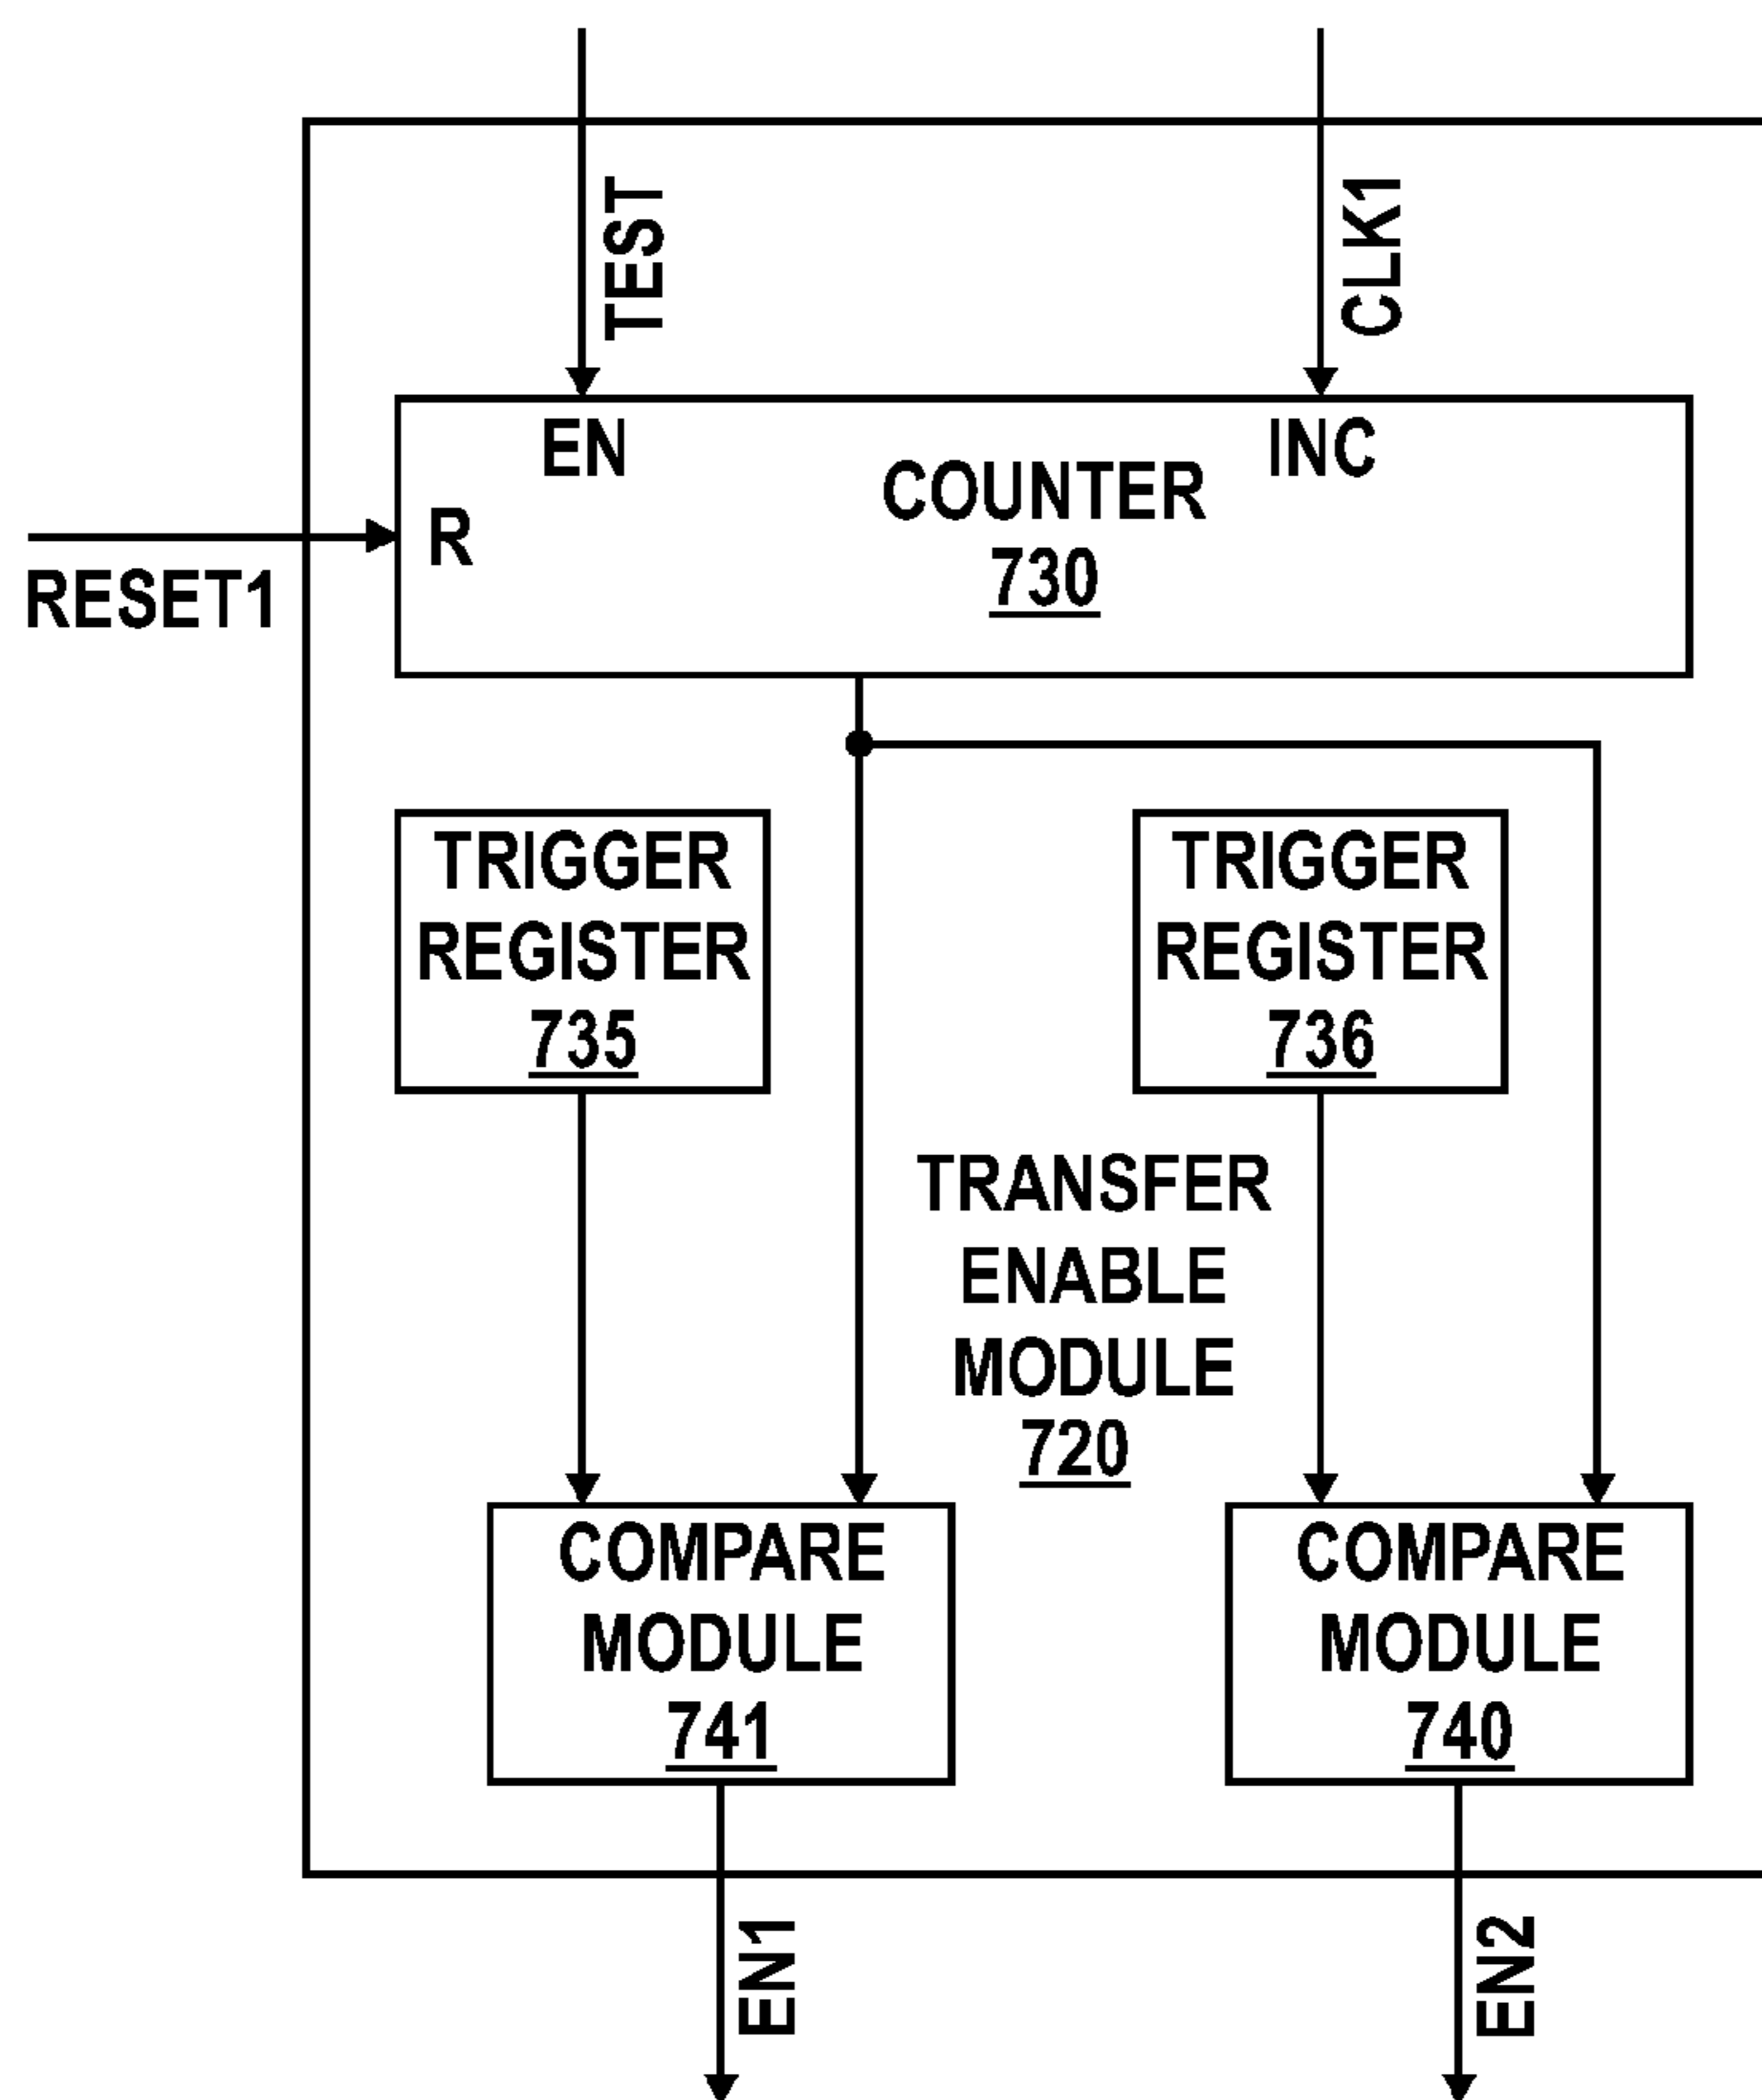 TEST
CLK1
EN
INC
COUNTER
730
R
RESET1
TRIGGER
REGISTER
735
TRIGGER
REGISTER
736
TRANSFER
ENABLE
MODULE
720
COMPARE
MODULE
741
COMPARE
MODULE
740
EN1
EN2